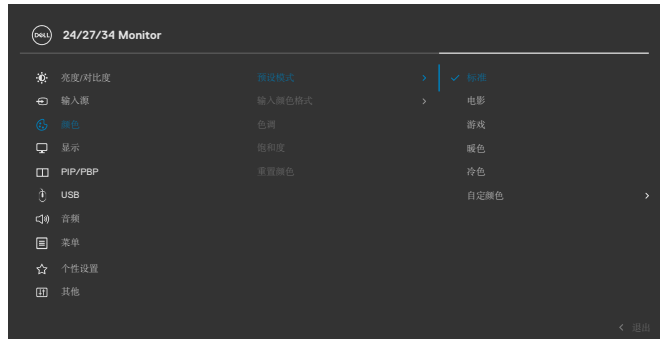 DELL
24/27/34 Monitor
亮度/对比度
预设模式
标准
输入源
输入颜色格式
电影
颜色
色调
游戏
显示
饱和度
暖色
PIP/PBP
重置颜色
冷色
USB
自定颜色
音频
菜单
个性设置
其他
退出